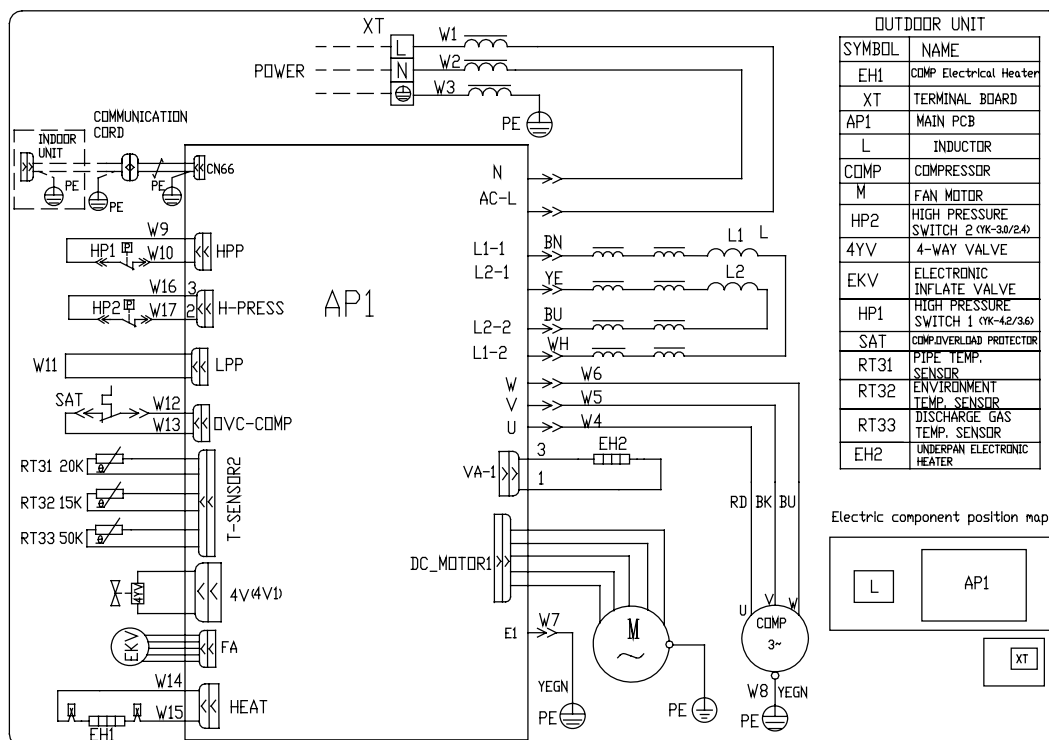 XT
L
N
POWER
W1
W2
W3
PE
COMMUNICATION
CORD
INDOOR
UNIT
PE
PE
PE
CN66
W9
HP1 P W10
HPP
W16 3
HP2 P W17 2
H-PRESS
W11
LPP
SAT W12
W13
OVC-COMP
RT31 20K
RT32 15K
RT33 50K
T-SENSOR2
4YV
4V(4V1)
EKV
FA
W14
W15
EH1
HEAT
AP1
N
AC-L
L1-1
BN
L1 L
L2-1
YE
L2
L2-2
BU
L1-2
WH
W W6
V W5
U W4
VA-1
3
EH2
1
RD BK BU
DC_MOTOR1
E1
W7
YEGN
PE
M
PE
U V W
COMP
3~
W8 YEGN
PE
OUTDOOR UNIT
SYMBOL NAME
EH1 COMP Electrical Heater
XT TERMINAL BOARD
AP1 MAIN PCB
L INDUCTOR
COMP COMPRESSOR
M FAN MOTOR
HP2 HIGH PRESSURE
SWITCH 2 (YK-3.0/2.4)
4YV 4-WAY VALVE
EKV ELECTRONIC
INFLATE VALVE
HP1 HIGH PRESSURE
SWITCH 1 (YK-4.2/3.6)
SAT COMP.OVERLOAD PROTECTOR
RT31 PIPE TEMP.
SENSOR
RT32 ENVIRONMENT
TEMP. SENSOR
RT33 DISCHARGE GAS
TEMP. SENSOR
EH2 UNDERPAN ELECTRONIC
HEATER
Electric component position map
L
AP1
XT